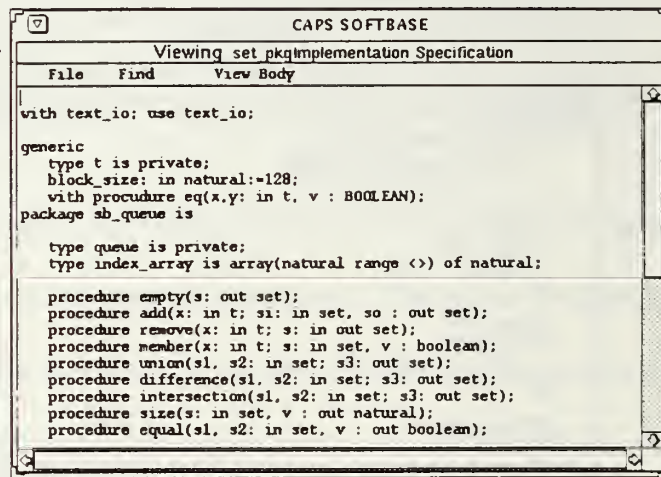 CAPS SOFTBASE
Viewing set_pkgImplementation Specification
File Find View Body
with text_io; use text_io;
generic
type t is private;
block_size: in natural:=128;
with procudure eq(x,y: in t, v : BOOLEAN);
package sb_queue is
type queue is private;
type index_array is array(natural range <>) of natural;
procedure empty(s: out set);
procedure add(x: in t; si: in set, so : out set);
procedure remove(x: in t; s: in out set);
procedure member(x: in t; s: in set, v : boolean);
procedure union(s1, s2: in set; s3: out set);
procedure difference(s1, s2: in set; s3: out set);
procedure intersection(s1, s2: in set; s3: out set);
procedure size(s: in set, v : out natural);
procedure equal(s1, s2: in set, v : out boolean);